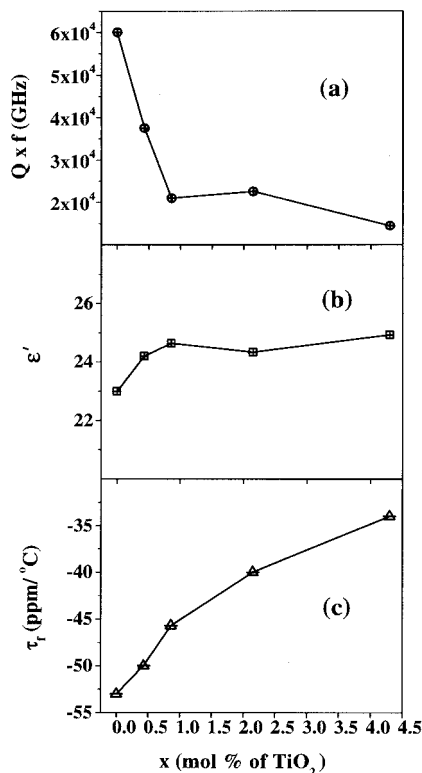 6x10⁴
5x10⁴
4x10⁴
3x10⁴
2x10⁴
Q x f (GHz)
(a)
26
24
22
ε'
(b)
-35
-40
-45
-50
-55
τ_f (ppm/°C)
(c)
0.0 0.5 1.0 1.5 2.0 2.5 3.0 3.5 4.0 4.5
x (mol % of TiO₂)